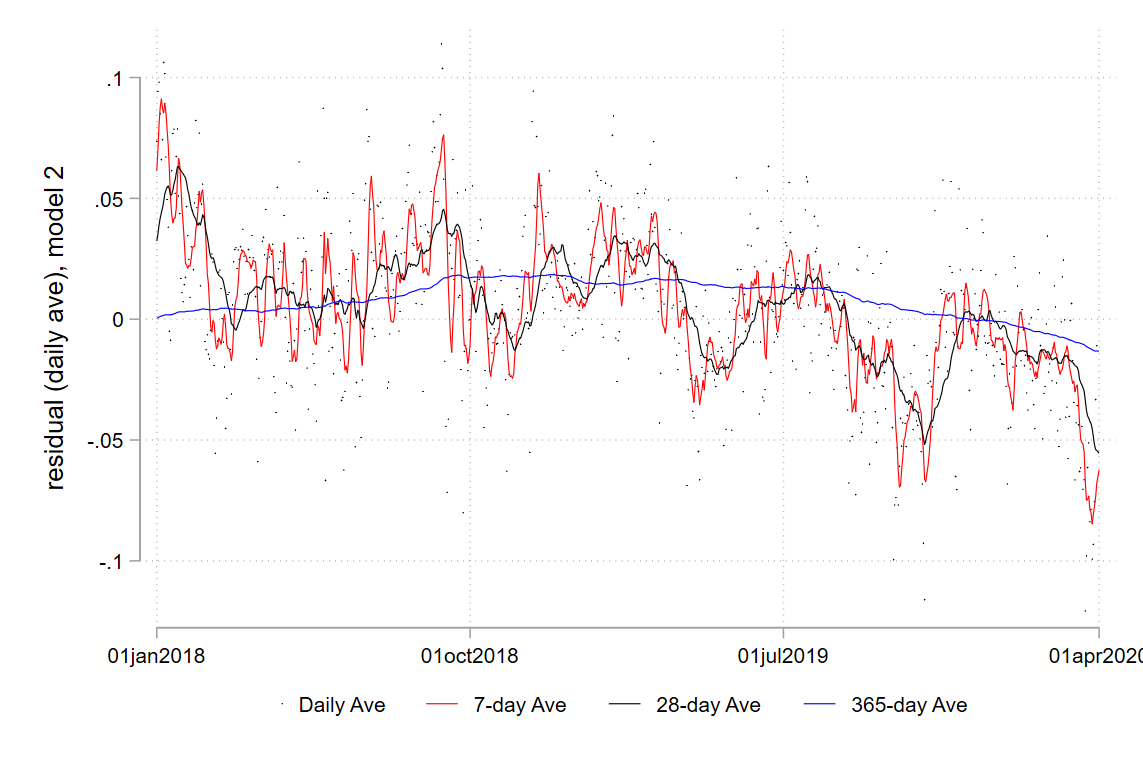 residual (daily ave), model 2
.1
.05
0
-.05
-.1
01jan2018 01oct2018 01jul2019 01apr2020
Daily Ave 7-day Ave 28-day Ave 365-day Ave